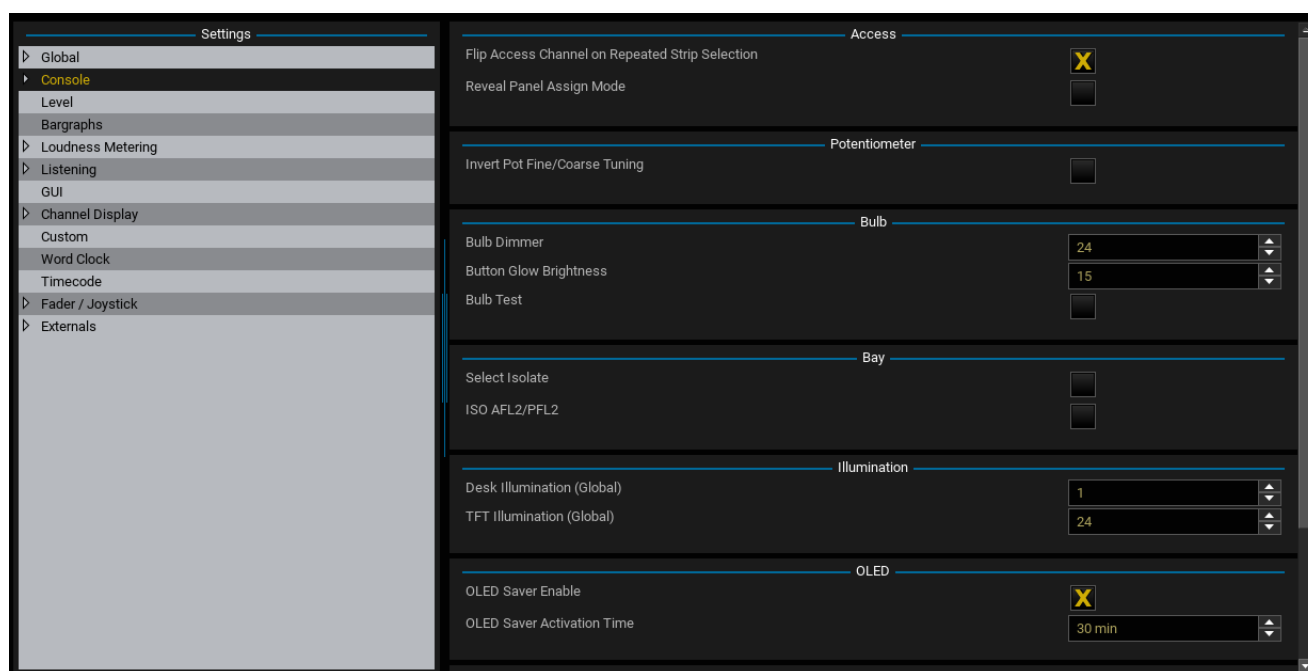 Settings
Global
Console
Level
Bargraphs
Loudness Metering
Listening
GUI
Channel Display
Custom
Word Clock
Timecode
Fader / Joystick
Externals
Access
Flip Access Channel on Repeated Strip Selection
X
Reveal Panel Assign Mode
Potentiometer
Invert Pot Fine/Coarse Tuning
Bulb
Bulb Dimmer
24
Button Glow Brightness
15
Bulb Test
Bay
Select Isolate
ISO AFL2/PFL2
Illumination
Desk Illumination (Global)
1
TFT Illumination (Global)
24
OLED
OLED Saver Enable
X
OLED Saver Activation Time
30 min